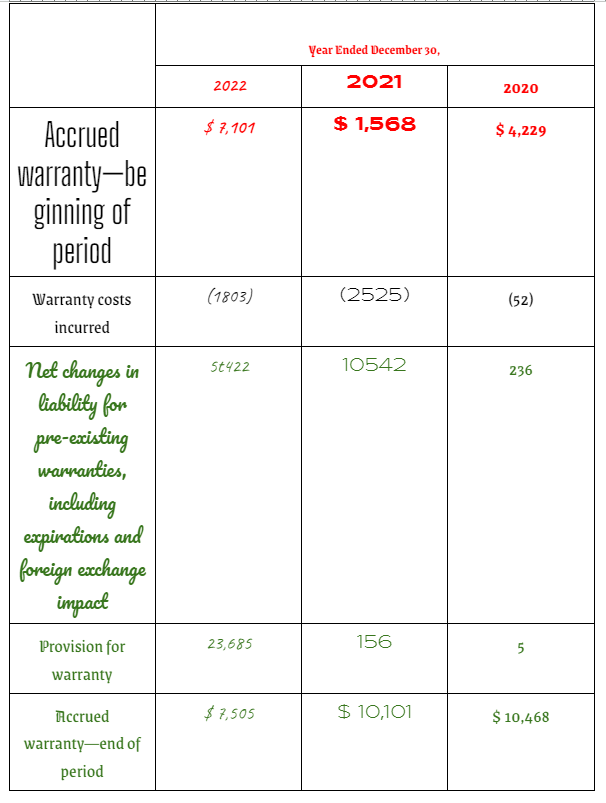 Year Ended December 30,
2022 2021 2020
Accrued $ 7,101 $ 1,568 $ 4,229
warranty—be
ginning of
period
Warranty costs (1803) (2525) (52)
incurred
Net changes in St422 10542 236
liability for
pre-existing
warranties,
including
expirations and
foreign exchange
impact
Provision for 23,685 156 5
warranty
Accrued $ 7,505 $ 10,101 $ 10,468
warranty—end of
period